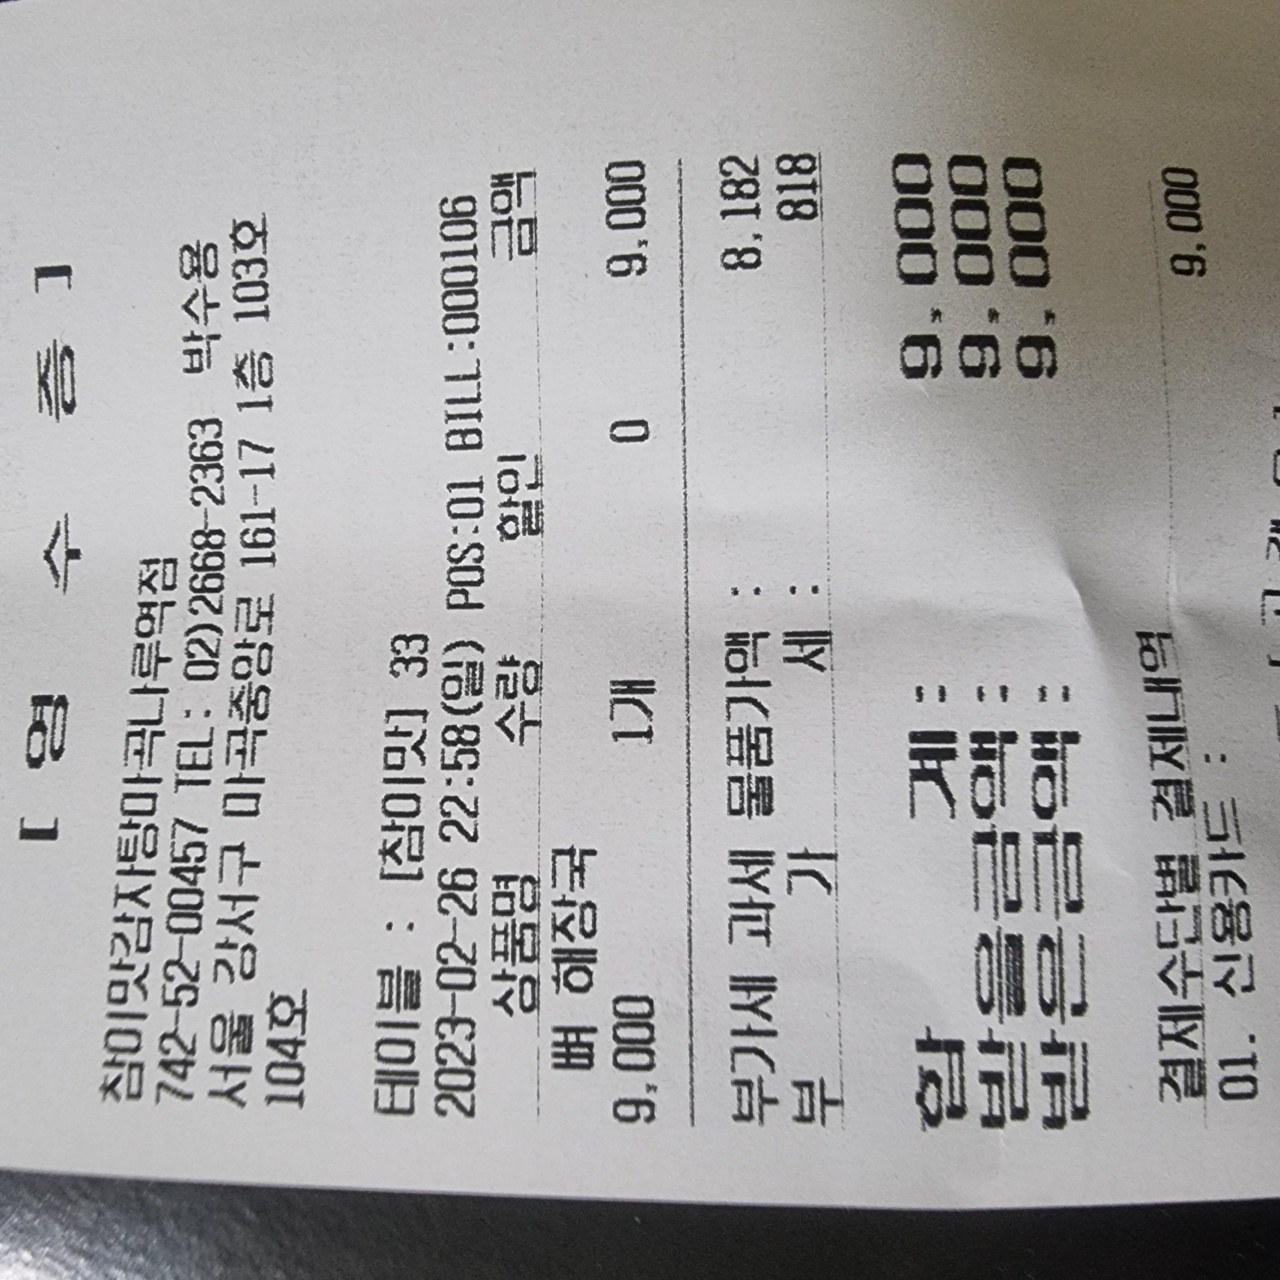 [ 영 수 증 ]
참이맛감자탕마곡나루역점
742-52-00457 TEL : 02)2668-2363 박수용
서울 강서구 마곡중앙로 161-17 1층 103호
104호
테이블 : [참이맛] 33
2023-02-26 22:58(일) POS:01 BILL:000106
상품명 수량 할인 금액
뼈 해장국
9,000 1개 0 9,000
부가세 과세 물품가액 : 8,182
부 가 세 : 818
합 계 : 9,000
받을금액 : 9,000
받은금액 : 9,000
결제수단별 결제내역
01. 신용카드 : 9,000